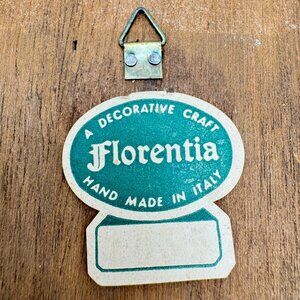 A DECORATIVE CRAFT
Florentia
HAND MADE IN ITALY